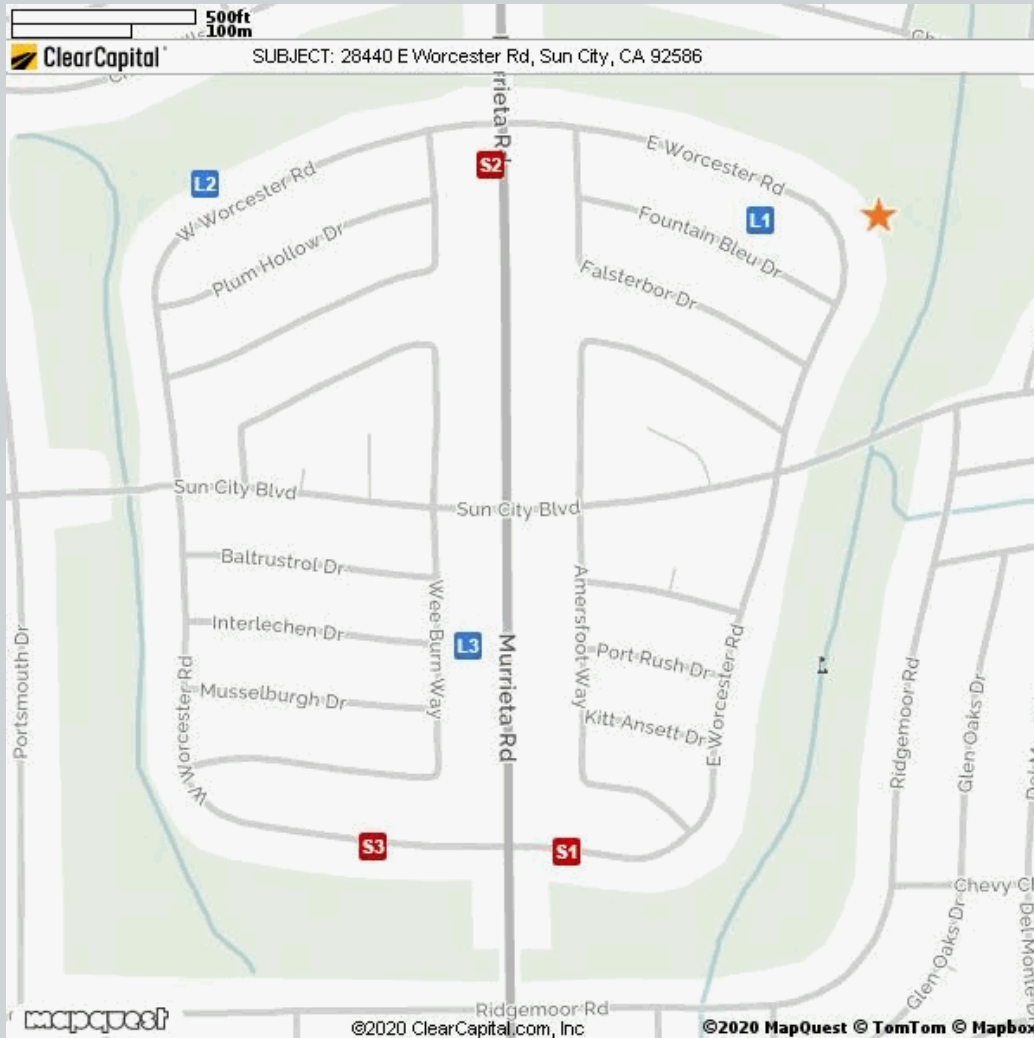 500ft
100m
ClearCapital
SUBJECT: 28440 E Worcester Rd, Sun City, CA 92586
rrieta Rd
S2
E Worcester Rd
L2
W Worcester Rd
L1
Fountain Bleu Dr
Plum Hollow Dr
Falsterbor Dr
Sun City Blvd
Sun City Blvd
Baltrustrol Dr
Interlechen Dr
Wee Burn Way
L3
Murrieta Rd
Amersfoot Way
Port Rush Dr
E Worcester Rd
Portsmouth Dr
W Worcester Rd
Musselburgh Dr
Kitt Ansett Dr
Ridgemoor Rd
Glen Oaks Dr
S3
S1
Chevy Ch
Glen Oaks Dr
Del Monte D
Ridgemoor Rd
mapquest
©2020 ClearCapital.com, Inc
©2020 MapQuest © TomTom © Mapbox